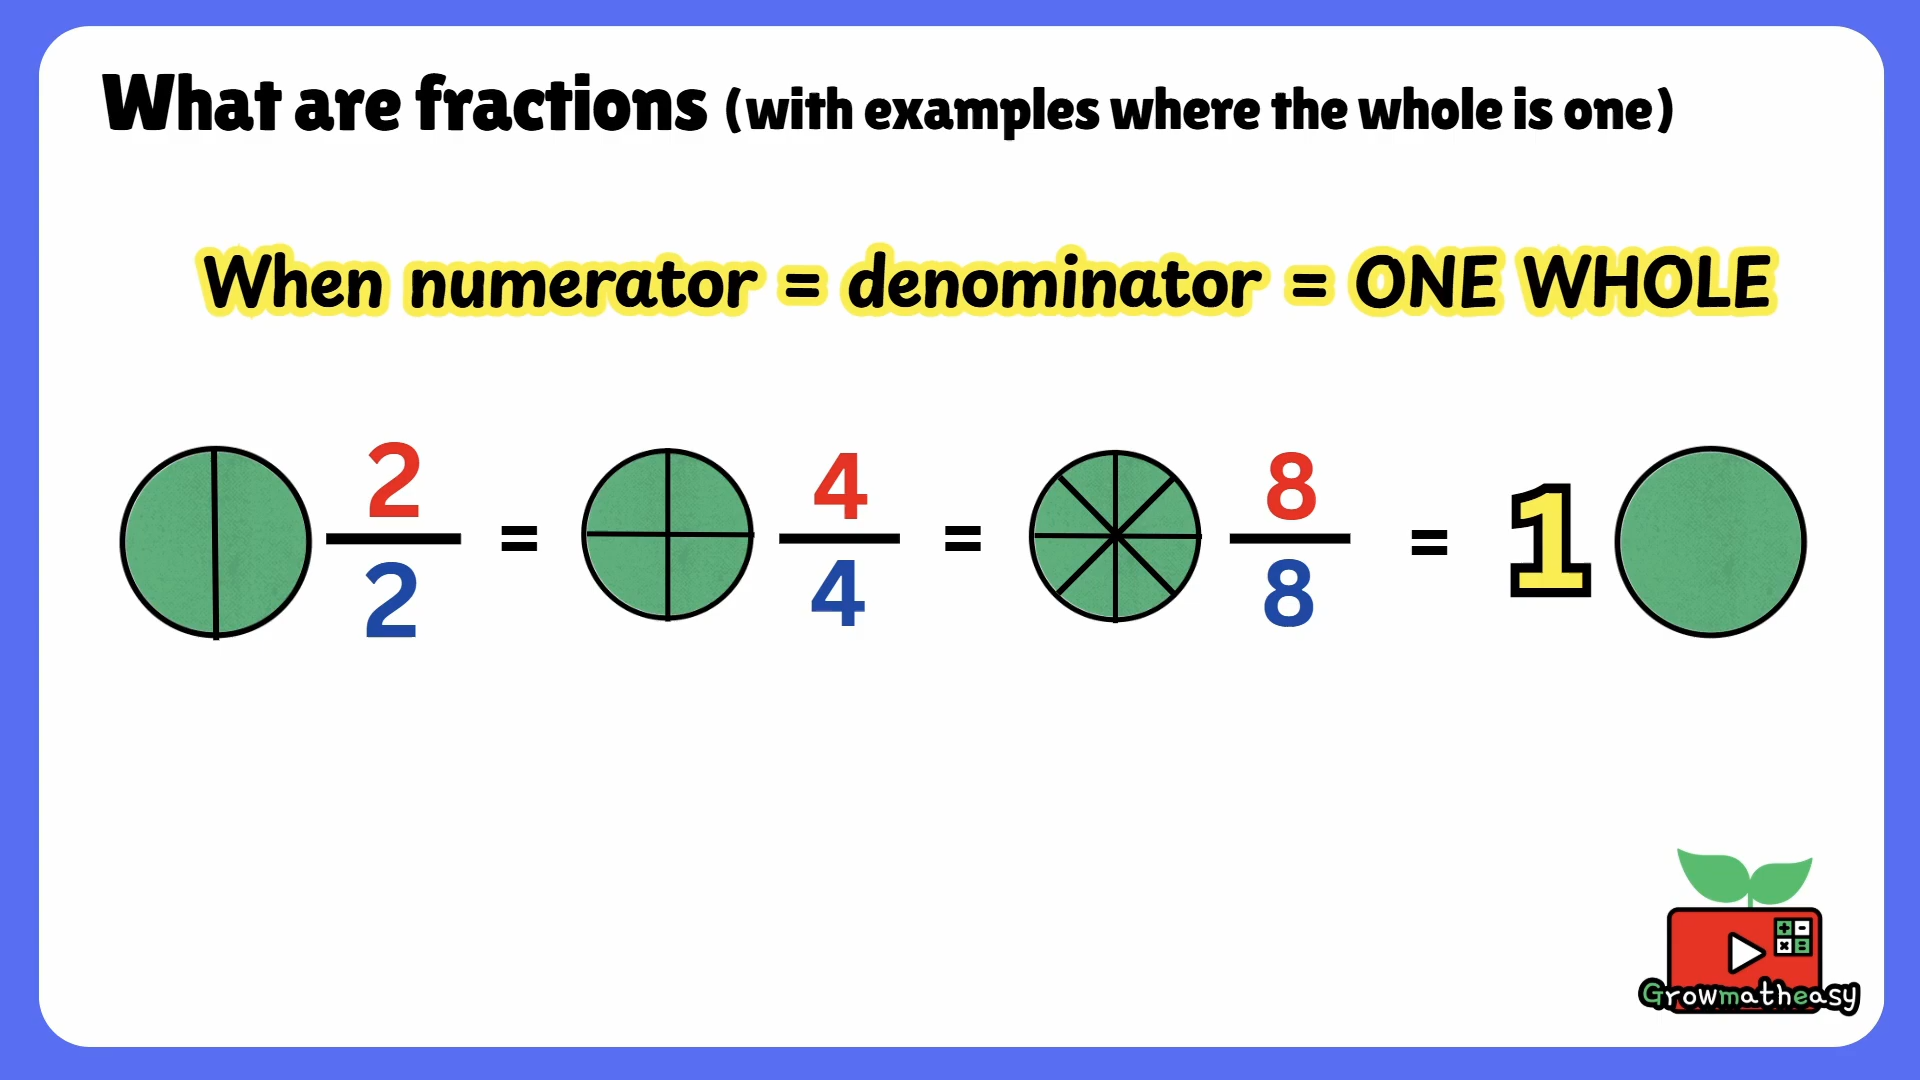 What are fractions (with examples where the whole is one)
When numerator = denominator = ONE WHOLE
2/2 = 4/4 = 8/8 = 1
Growmatheasy